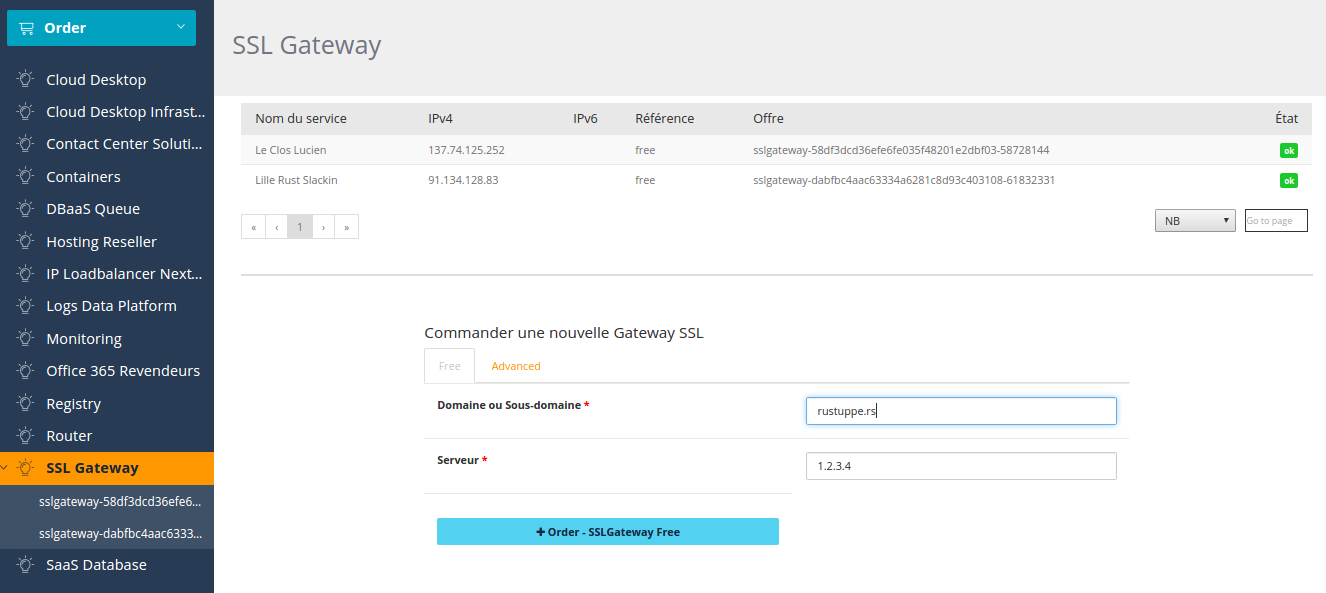 Order
Cloud Desktop
Cloud Desktop Infrast...
Contact Center Soluti...
Containers
DBaaS Queue
Hosting Reseller
IP Loadbalancer Next...
Logs Data Platform
Monitoring
Office 365 Revendeurs
Registry
Router
SSL Gateway
sslgateway-58df3dcd36efe6...
sslgateway-dabfbc4aac6333...
SaaS Database
SSL Gateway
Nom du service IPv4 IPv6 Référence Offre État
Le Clos Lucien 137.74.125.252 free sslgateway-58df3dcd36efe6fe035f48201e2dbf03-58728144 ok
Lille Rust Slackin 91.134.128.83 free sslgateway-dabfbc4aac63334a6281c8d93c403108-61832331 ok
« ‹ 1 › » NB Go to page
Commander une nouvelle Gateway SSL
Free Advanced
Domaine ou Sous-domaine * rustuppe.rs
Serveur * 1.2.3.4
+ Order - SSLGateway Free